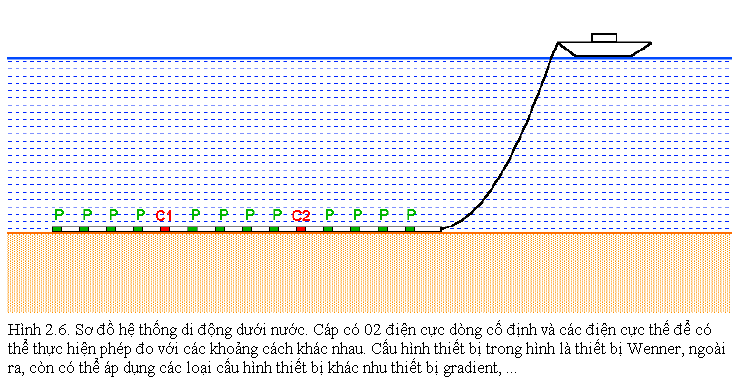 P P P P C1 P P P P C2 P P P P
Hình 2.6. Sơ đồ hệ thống di động dưới nước. Cáp có 02 điện cực dòng cố định và các điện cực thế để có
thể thực hiện phép đo với các khoảng cách khác nhau. Cấu hình thiết bị trong hình là thiết bị Wenner, ngoài
ra, còn có thể áp dụng các loại cấu hình thiết bị khác nhu thiết bị gradient, ...